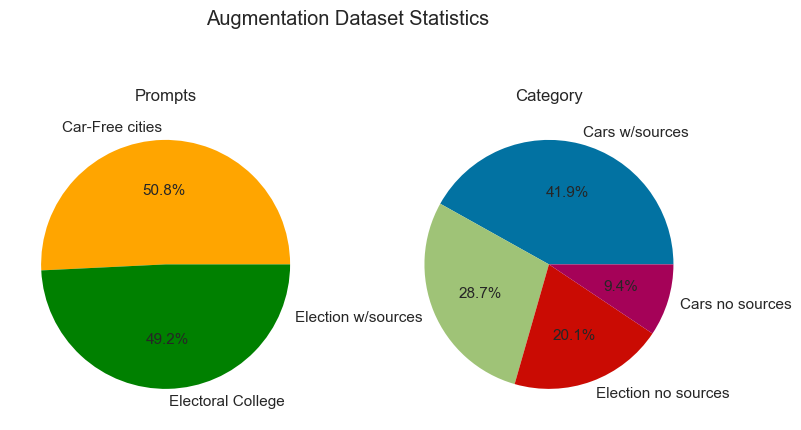 Augmentation Dataset Statistics
Prompts
Car-Free cities
50.8%
49.2%
Electoral College
Category
Cars w/sources
41.9%
Election w/sources
28.7%
20.1%
Election no sources
9.4%
Cars no sources